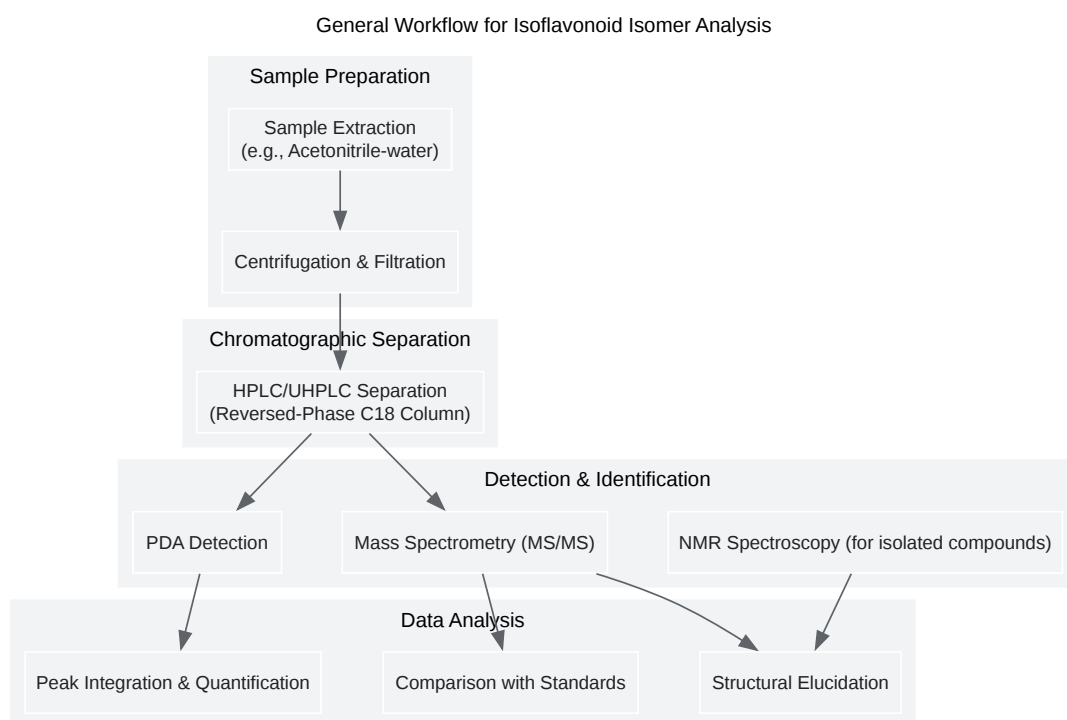 General Workflow for Isoflavonoid Isomer Analysis
Sample Preparation
Sample Extraction
(e.g., Acetonitrile-water)
Centrifugation & Filtration
Chromatographic Separation
HPLC/UHPLC Separation
(Reversed-Phase C18 Column)
Detection & Identification
PDA Detection
Mass Spectrometry (MS/MS)
NMR Spectroscopy (for isolated compounds)
Data Analysis
Peak Integration & Quantification
Comparison with Standards
Structural Elucidation